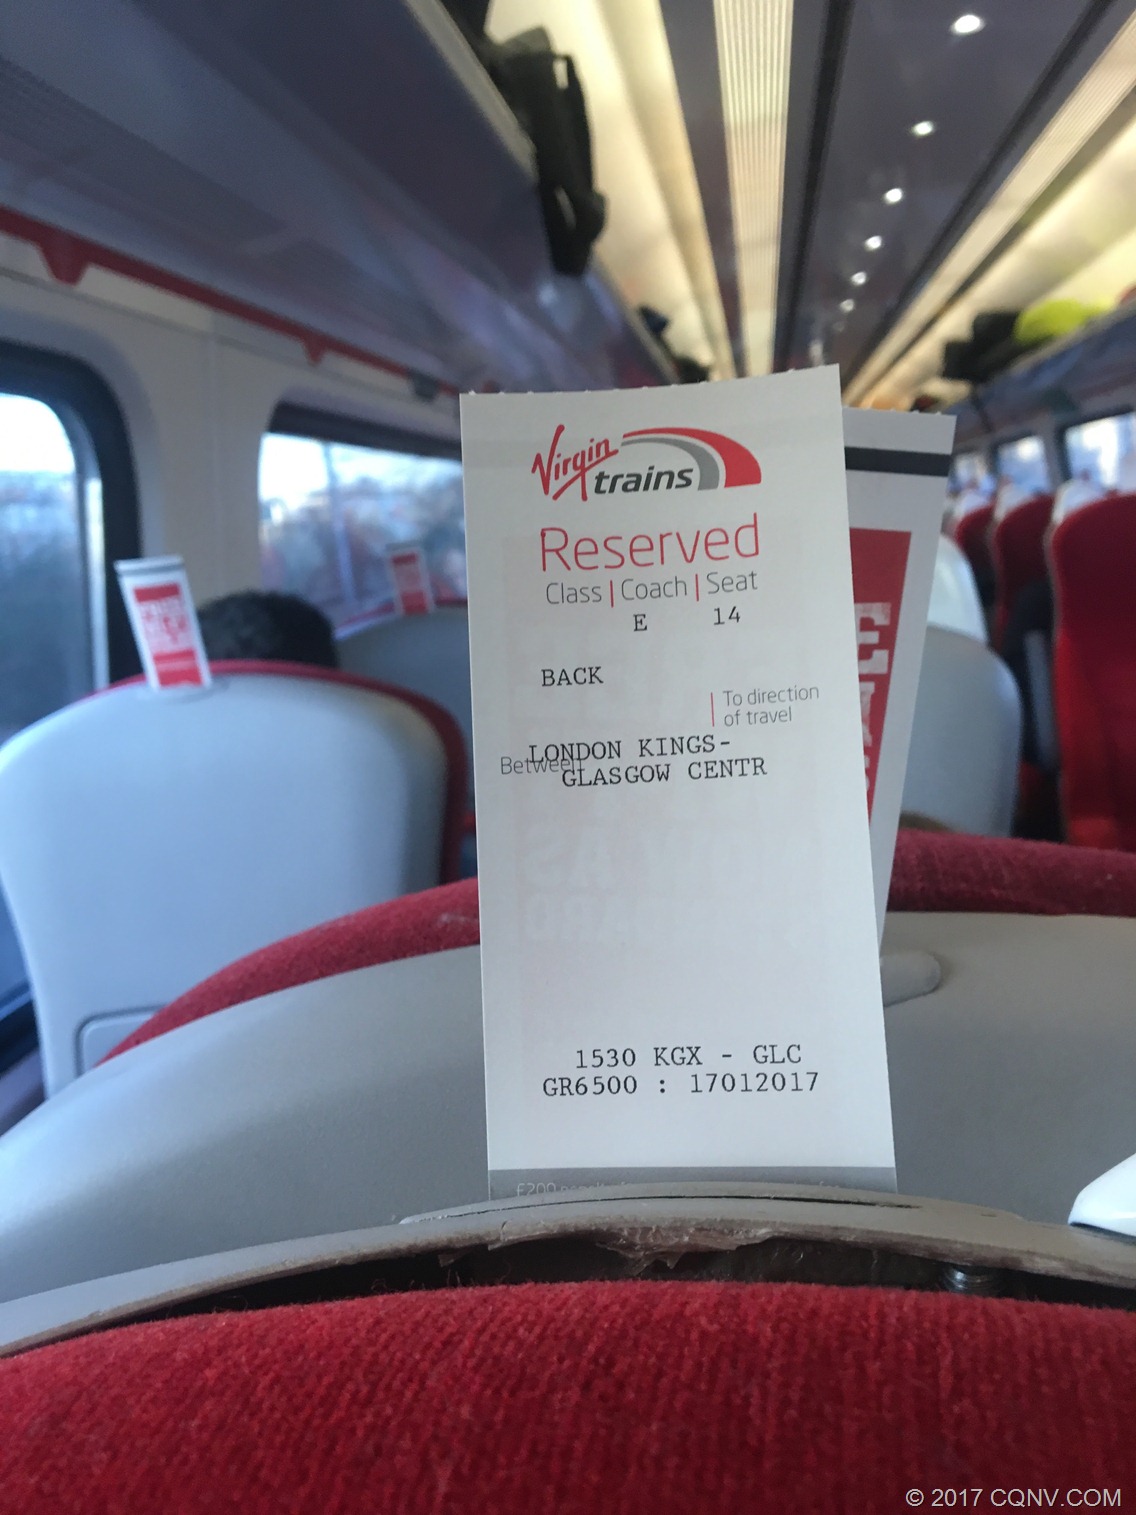 Virgin
trains
Reserved
Class | Coach | Seat
E 14
BACK
To direction
of travel
LONDON KINGS-
Between
GLASGOW CENTR
1530 KGX - GLC
GR6500 : 17012017
£200
© 2017 CQNV.COM